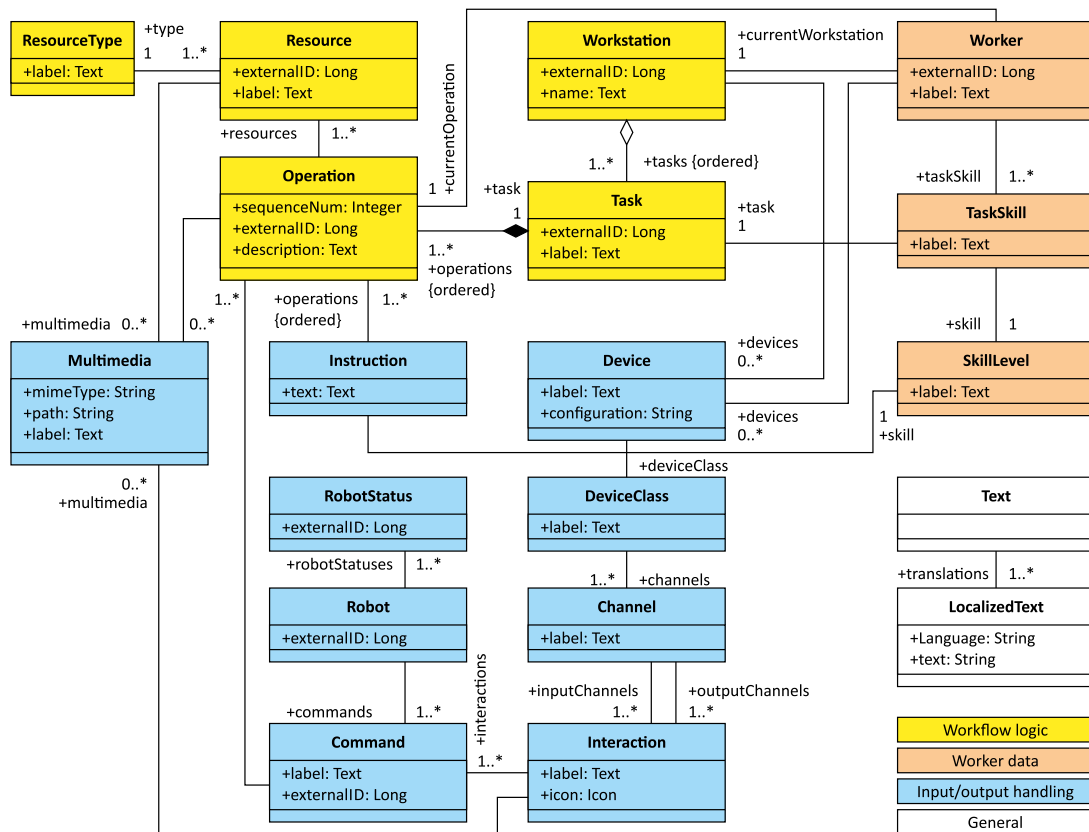 ResourceType
+label: Text
+type
1
1..*
Resource
+externalID: Long
+label: Text
+resources
1..*
+currentOperation
1
Workstation
+externalID: Long
+name: Text
+currentWorkstation
1
Worker
+externalID: Long
+label: Text
1..*
+tasks {ordered}
+taskSkill
1..*
Operation
+sequenceNum: Integer
+externalID: Long
+description: Text
+task
1
1..*
+operations
{ordered}
Task
+externalID: Long
+label: Text
+task
1
TaskSkill
+label: Text
1..*
+operations
{ordered}
1..*
+multimedia
0..*
0..*
+skill
1
Multimedia
+mimeType: String
+path: String
+label: Text
Instruction
+text: Text
Device
+label: Text
+configuration: String
+devices
0..*
+devices
0..*
SkillLevel
+label: Text
1
+skill
0..*
+multimedia
+deviceClass
RobotStatus
+externalID: Long
DeviceClass
+label: Text
Text
+robotStatuses
1..*
1..*
+channels
+translations
1..*
Robot
+externalID: Long
Channel
+label: Text
LocalizedText
+Language: String
+text: String
+commands
1..*
+interactions
1..*
+inputChannels
1..*
+outputChannels
1..*
Command
+label: Text
+externalID: Long
Interaction
+label: Text
+icon: Icon
Workflow logic
Worker data
Input/output handling
General